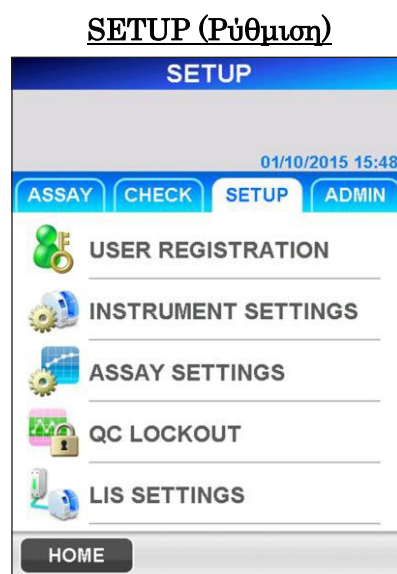 SETUP (Ρύθμιση)
SETUP
01/10/2015 15:48
ASSAY CHECK SETUP ADMIN
USER REGISTRATION
INSTRUMENT SETTINGS
ASSAY SETTINGS
QC LOCKOUT
LIS SETTINGS
HOME